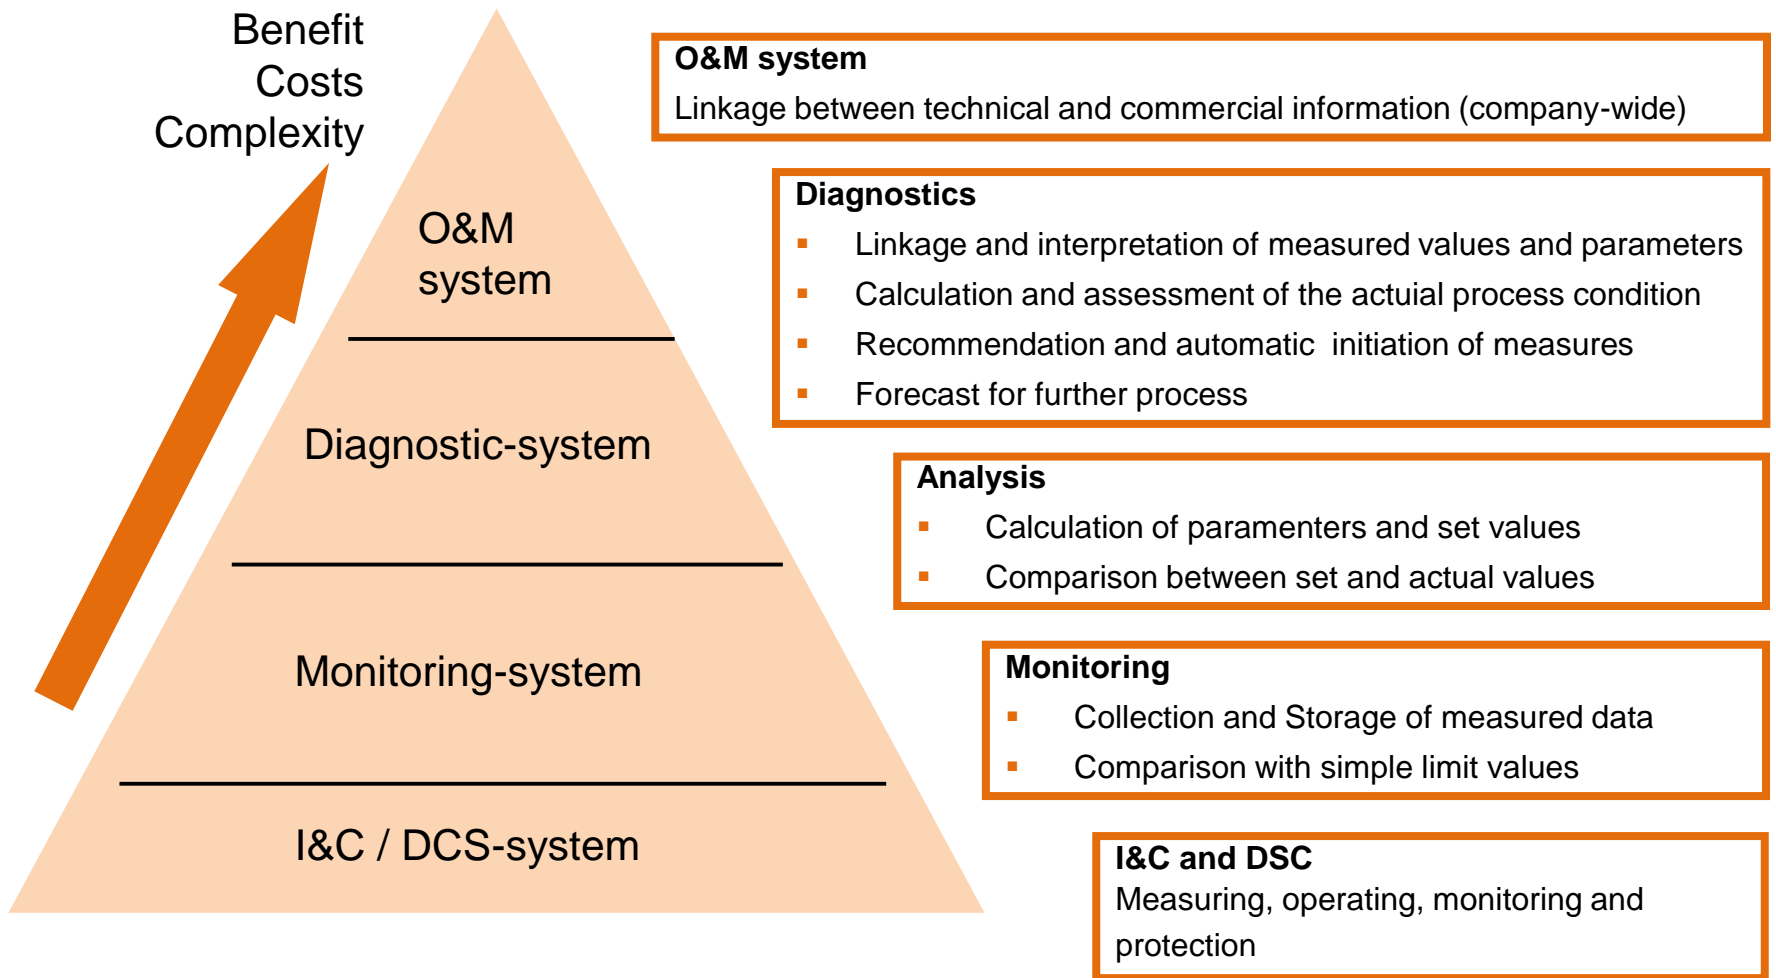 Benefit
Costs
Complexity
O&M
system
Diagnostic-system
Monitoring-system
I&C / DCS-system
O&M system
Linkage between technical and commercial information (company-wide)
Diagnostics
▪ Linkage and interpretation of measured values and parameters
▪ Calculation and assessment of the actuial process condition
▪ Recommendation and automatic  initiation of measures
▪ Forecast for further process
Analysis
▪ Calculation of paramenters and set values
▪ Comparison between set and actual values
Monitoring
▪ Collection and Storage of measured data
▪ Comparison with simple limit values
I&C and DSC
Measuring, operating, monitoring and
protection